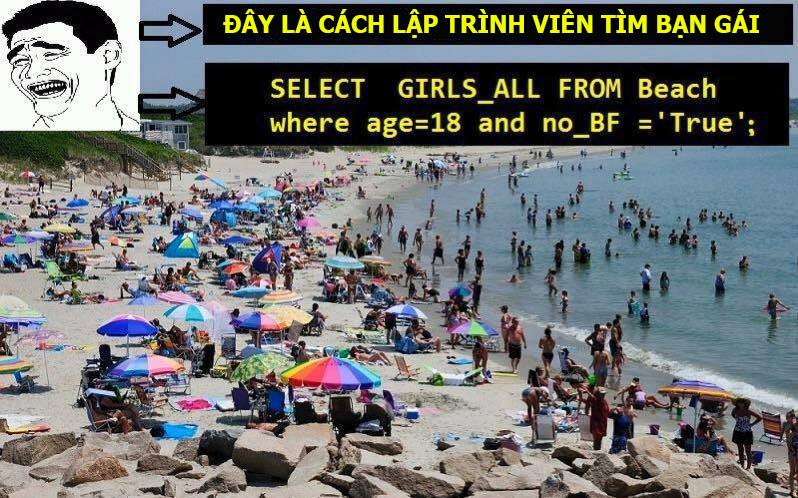 ĐÂY LÀ CÁCH LẬP TRÌNH VIÊN TÌM BẠN GÁI
SELECT GIRLS_ALL FROM Beach
where age=18 and no_BF ='True';